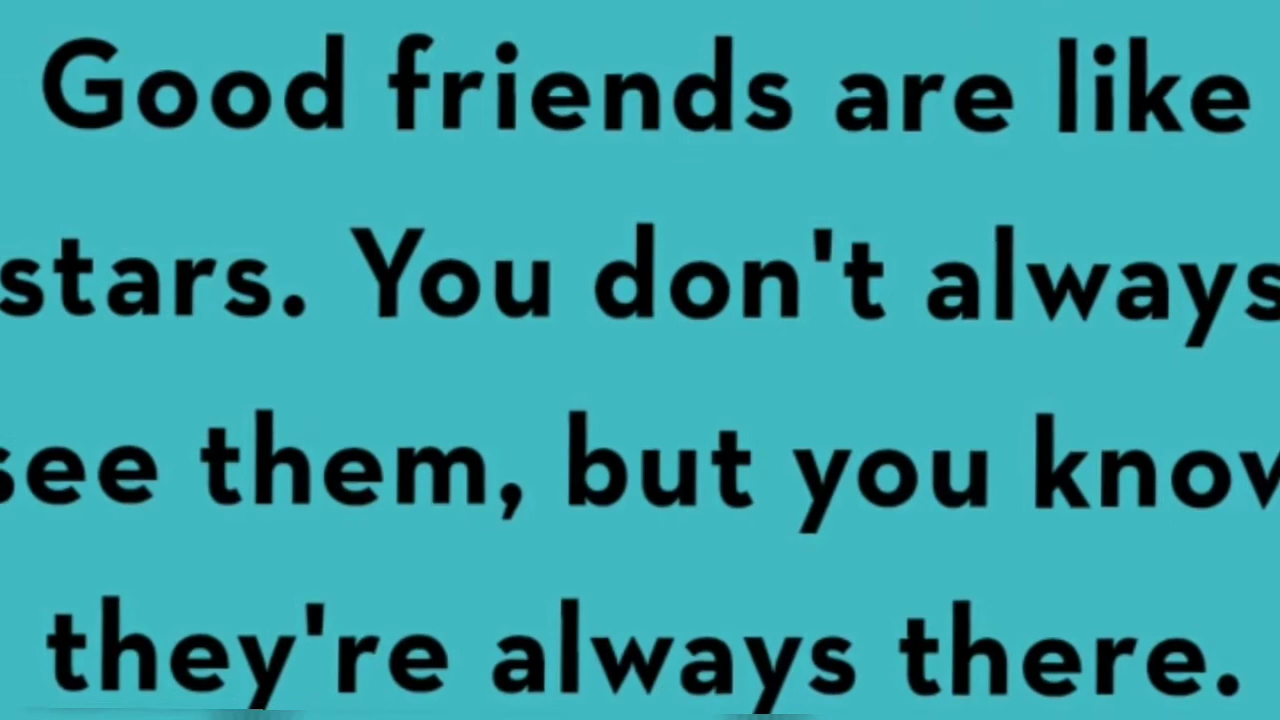 Good friends are like
stars. You don't always
see them, but you know
they're always there.